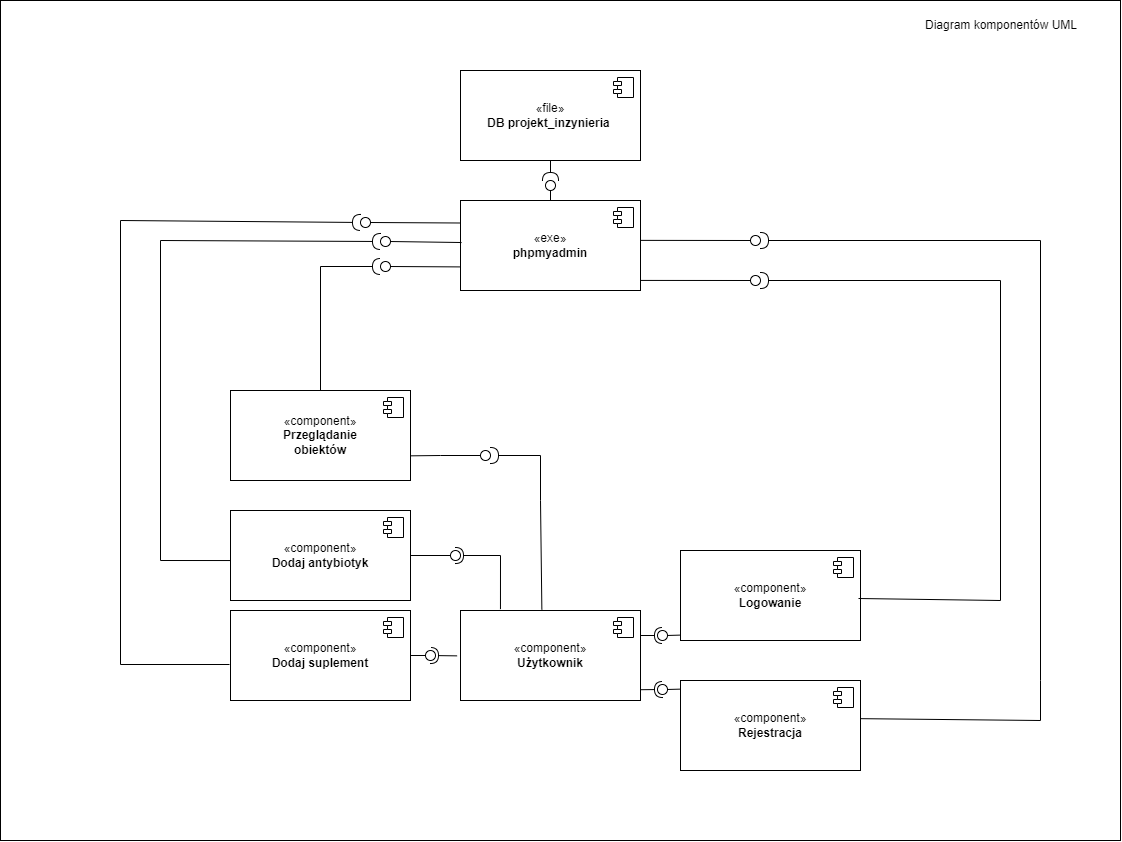 Diagram komponentów UML
«file»
DB projekt_inzynieria
«exe»
phpmyadmin
«component»
Przeglądanie
obiektów
«component»
Dodaj antybiotyk
«component»
Dodaj suplement
«component»
Użytkownik
«component»
Logowanie
«component»
Rejestracja